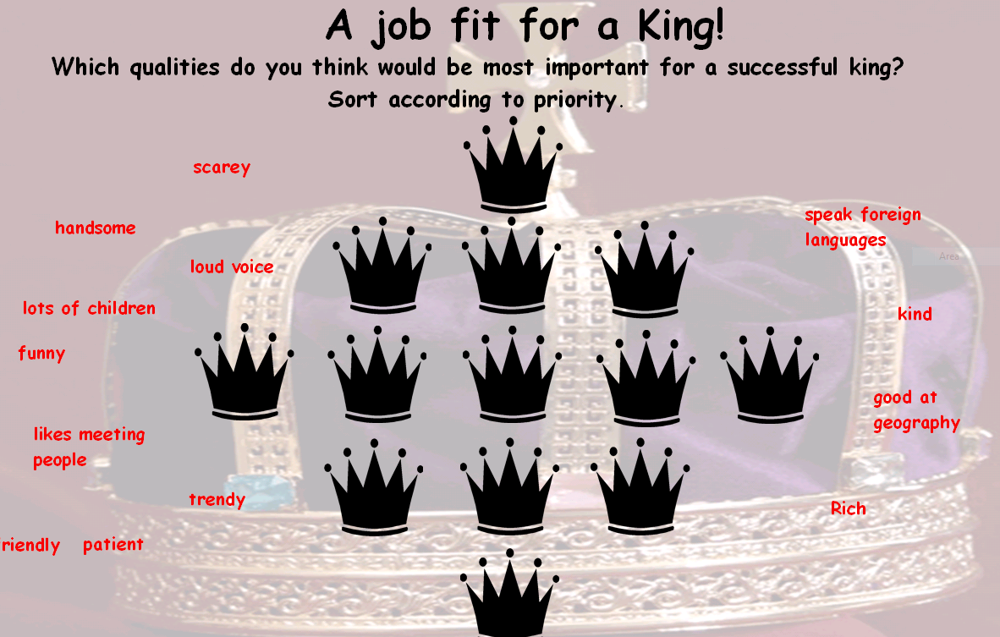 A job fit for a King!
Which qualities do you think would be most important for a successful king?
Sort according to priority.
scarey
handsome
speak foreign
languages
Area
loud voice
lots of children
kind
funny
good at
geography
likes meeting
people
trendy
Rich
riendly patient